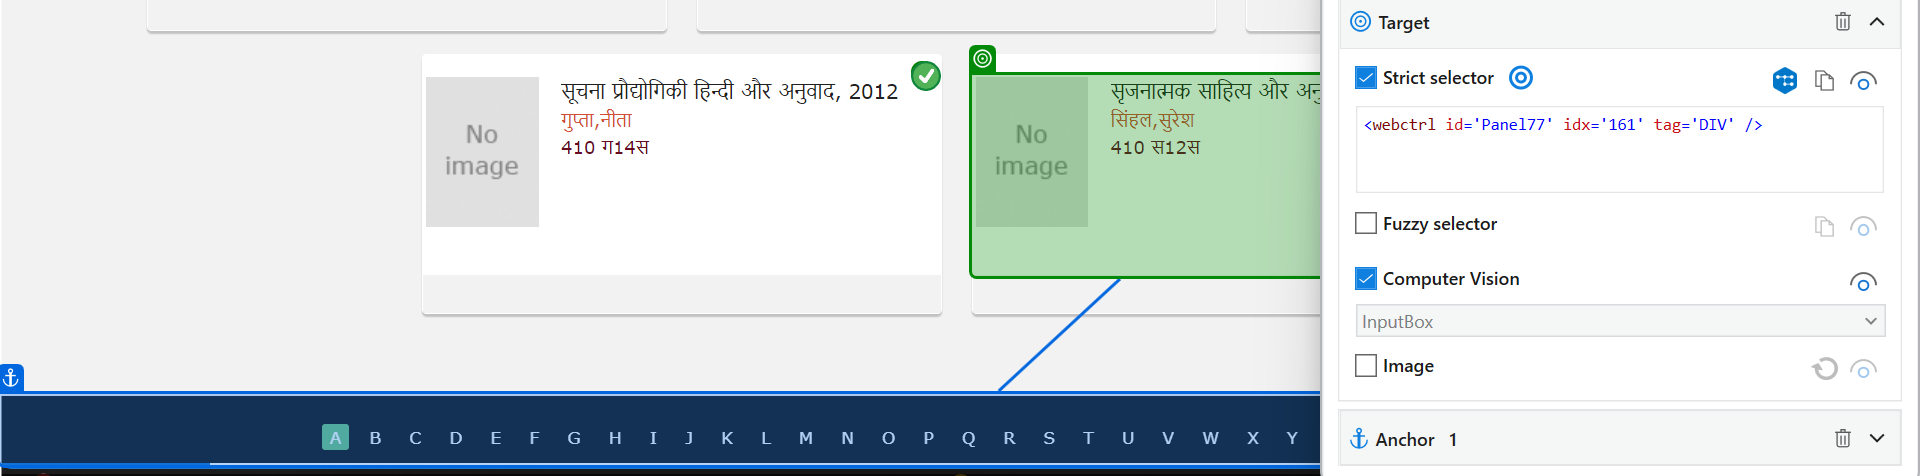 No
image
सूचना प्रौद्योगिकी हिन्दी और अनुवाद, 2012
गुप्ता,नीता
410 ग14स
No
image
सृजनात्मक साहित्य और
सिंहल,सुरेश
410 स12स
A B C D E F G H I J K L M N O P Q R S T U V W X Y
Target
Strict selector
<webctrl id='Panel77' idx='161' tag='DIV' />
Fuzzy selector
Computer Vision
InputBox
Image
Anchor 1